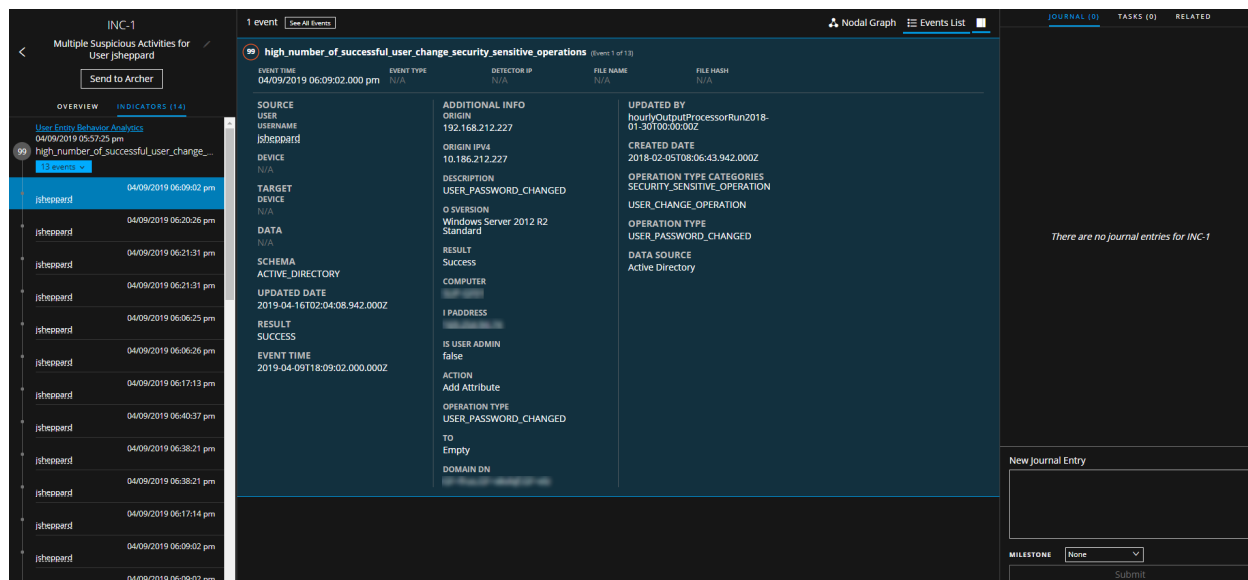 INC-1
Multiple Suspicious Activities for
User jsheppard
Send to Archer
OVERVIEW
INDICATORS (14)
User Entity Behavior Analytics
04/09/2019 05:57:25 pm
99
high_number_of_successful_user_change_...
13 events
04/09/2019 06:09:02 pm
jsheppard
04/09/2019 06:20:26 pm
jsheppard
04/09/2019 06:21:31 pm
jsheppard
04/09/2019 06:21:31 pm
jsheppard
04/09/2019 06:06:25 pm
jsheppard
04/09/2019 06:06:26 pm
jsheppard
04/09/2019 06:17:13 pm
jsheppard
04/09/2019 06:40:37 pm
jsheppard
04/09/2019 06:38:21 pm
jsheppard
04/09/2019 06:38:21 pm
jsheppard
04/09/2019 06:17:14 pm
jsheppard
04/09/2019 06:09:02 pm
jsheppard
04/09/2019 06:09:02 pm
1 event
See All Events
Nodal Graph
Events List
99
high_number_of_successful_user_change_security_sensitive_operations (Event 1 of 13)
EVENT TIME
04/09/2019 06:09:02.000 pm
EVENT TYPE
N/A
DETECTOR IP
N/A
FILE NAME
N/A
FILE HASH
N/A
SOURCE
USER
USERNAME
jsheppard
DEVICE
N/A
TARGET
DEVICE
N/A
DATA
N/A
SCHEMA
ACTIVE_DIRECTORY
UPDATED DATE
2019-04-16T02:04:08.942.000Z
RESULT
SUCCESS
EVENT TIME
2019-04-09T18:09:02.000.000Z
ADDITIONAL INFO
ORIGIN
192.168.212.227
ORIGIN IPV4
10.186.212.227
DESCRIPTION
USER_PASSWORD_CHANGED
O SVERSION
Windows Server 2012 R2
Standard
RESULT
Success
COMPUTER
I PADDRESS
IS USER ADMIN
false
ACTION
Add Attribute
OPERATION TYPE
USER_PASSWORD_CHANGED
TO
Empty
DOMAIN DN
UPDATED BY
hourlyOutputProcessorRun2018-
01-30T00:00:00Z
CREATED DATE
2018-02-05T08:06:43.942.000Z
OPERATION TYPE CATEGORIES
SECURITY_SENSITIVE_OPERATION
USER_CHANGE_OPERATION
OPERATION TYPE
USER_PASSWORD_CHANGED
DATA SOURCE
Active Directory
JOURNAL (0)
TASKS (0)
RELATED
There are no journal entries for INC-1
New Journal Entry
MILESTONE
None
Submit